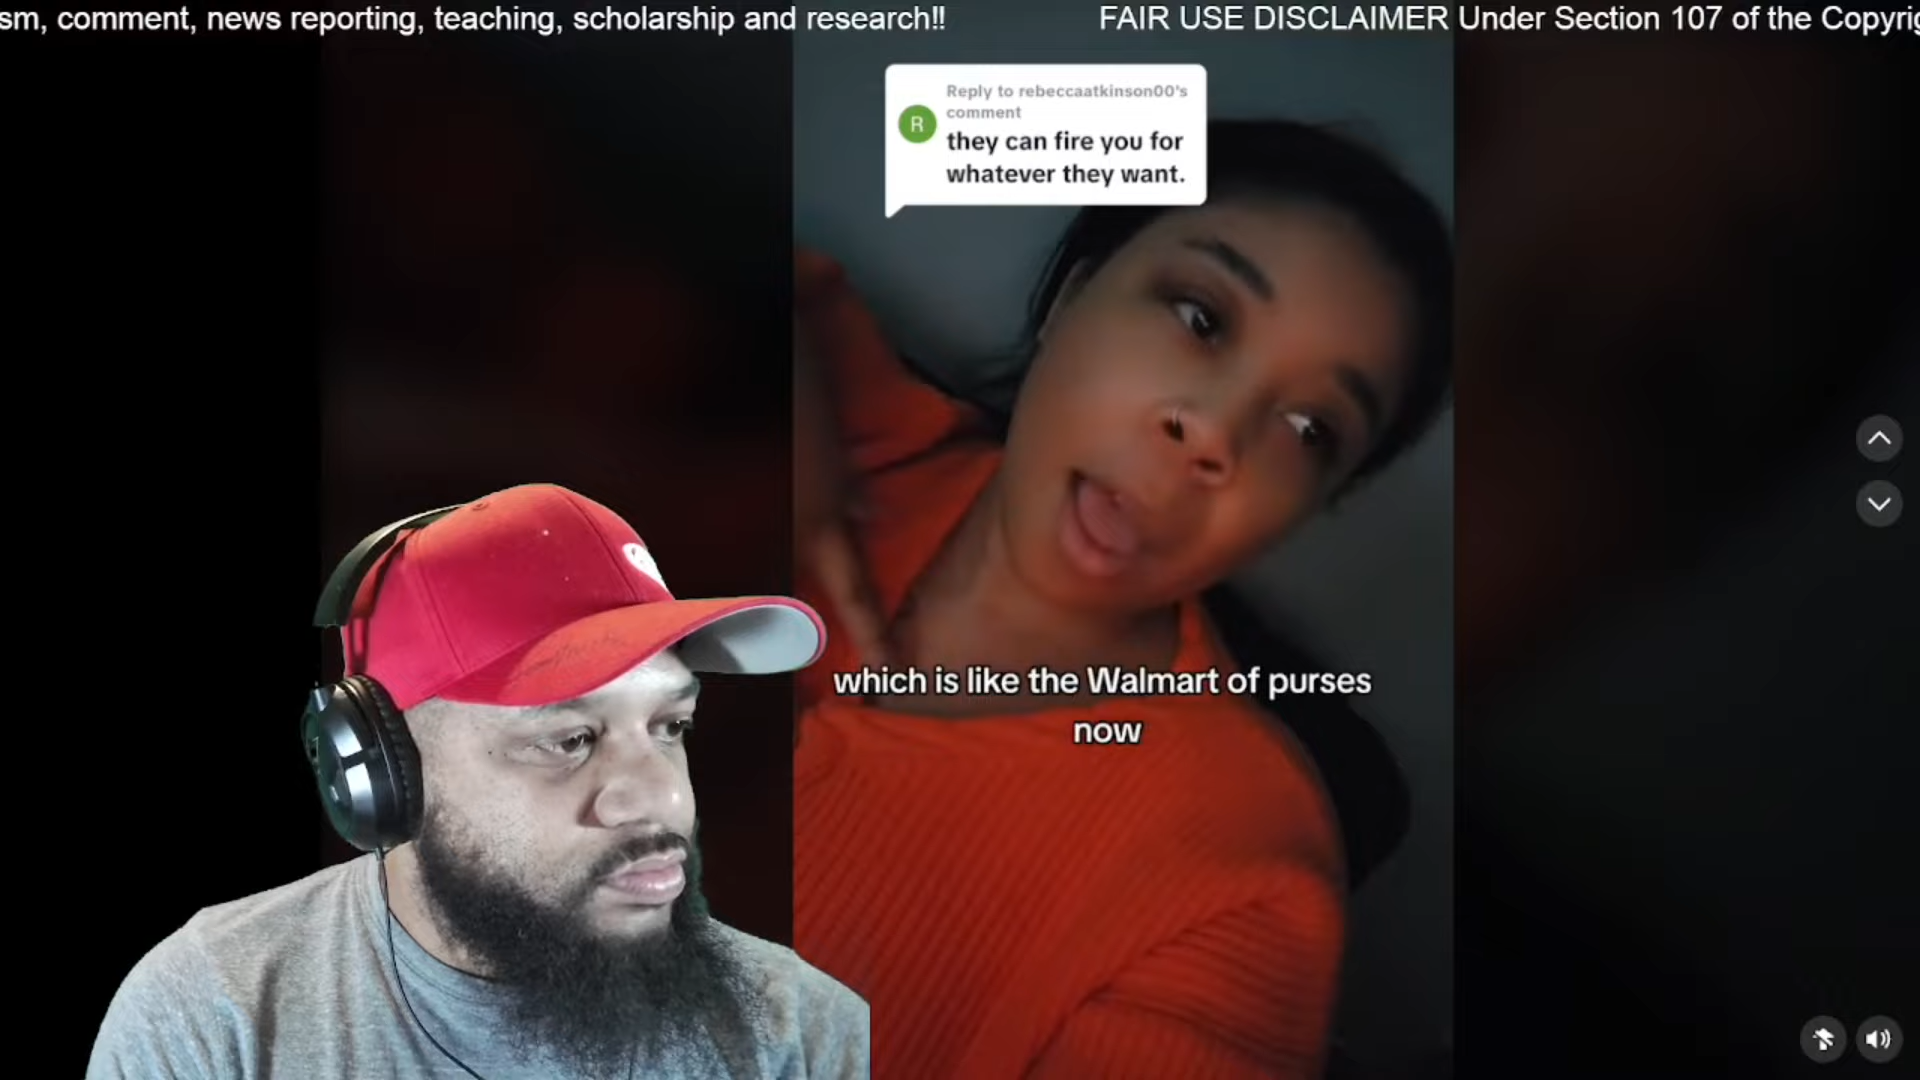 sm, comment, news reporting, teaching, scholarship and research!! FAIR USE DISCLAIMER Under Section 107 of the Copyrig
Reply to rebeccaatkinson00's
comment
R
they can fire you for
whatever they want.
which is like the Walmart of purses
now